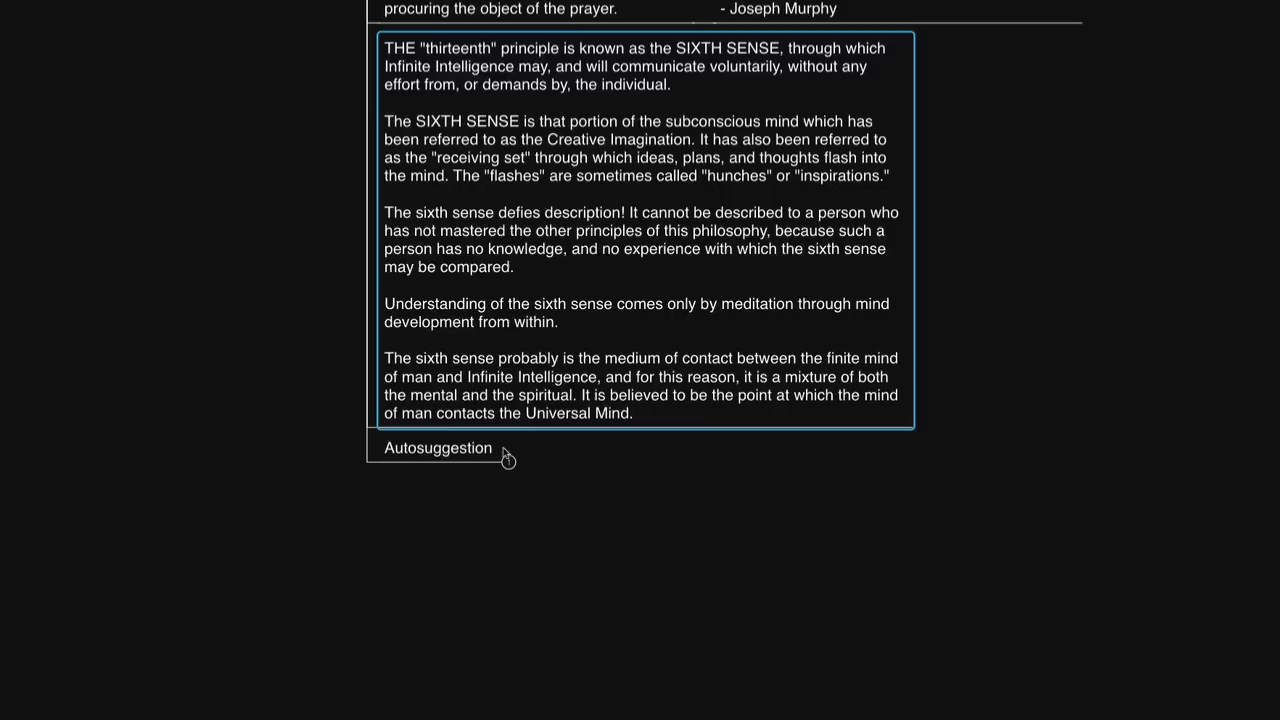 procuring the object of the prayer.
- Joseph Murphy
THE "thirteenth" principle is known as the SIXTH SENSE, through which
Infinite Intelligence may, and will communicate voluntarily, without any
effort from, or demands by, the individual.
The SIXTH SENSE is that portion of the subconscious mind which has
been referred to as the Creative Imagination. It has also been referred to
as the "receiving set" through which ideas, plans, and thoughts flash into
the mind. The "flashes" are sometimes called "hunches" or "inspirations."
The sixth sense defies description! It cannot be described to a person who
has not mastered the other principles of this philosophy, because such a
person has no knowledge, and no experience with which the sixth sense
may be compared.
Understanding of the sixth sense comes only by meditation through mind
development from within.
The sixth sense probably is the medium of contact between the finite mind
of man and Infinite Intelligence, and for this reason, it is a mixture of both
the mental and the spiritual. It is believed to be the point at which the mind
of man contacts the Universal Mind.
Autosuggestion